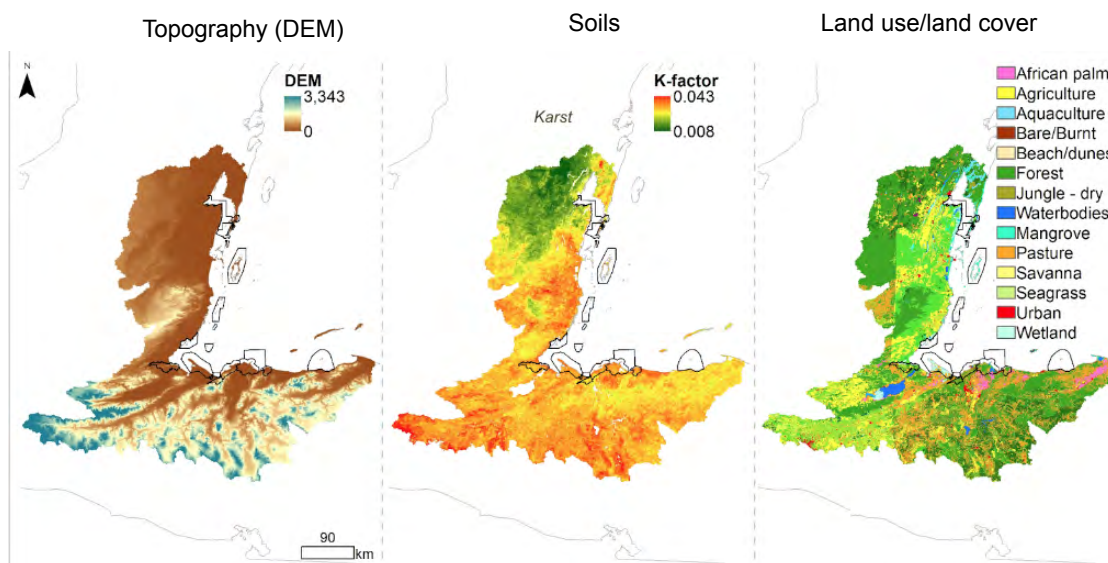 Topography (DEM)
Soils
Land use/land cover
N
DEM
3,343
0
90
km
Karst
K-factor
0.043
0.008
African palm
Agriculture
Aquaculture
Bare/Burnt
Beach/dunes
Forest
Jungle - dry
Waterbodies
Mangrove
Pasture
Savanna
Seagrass
Urban
Wetland